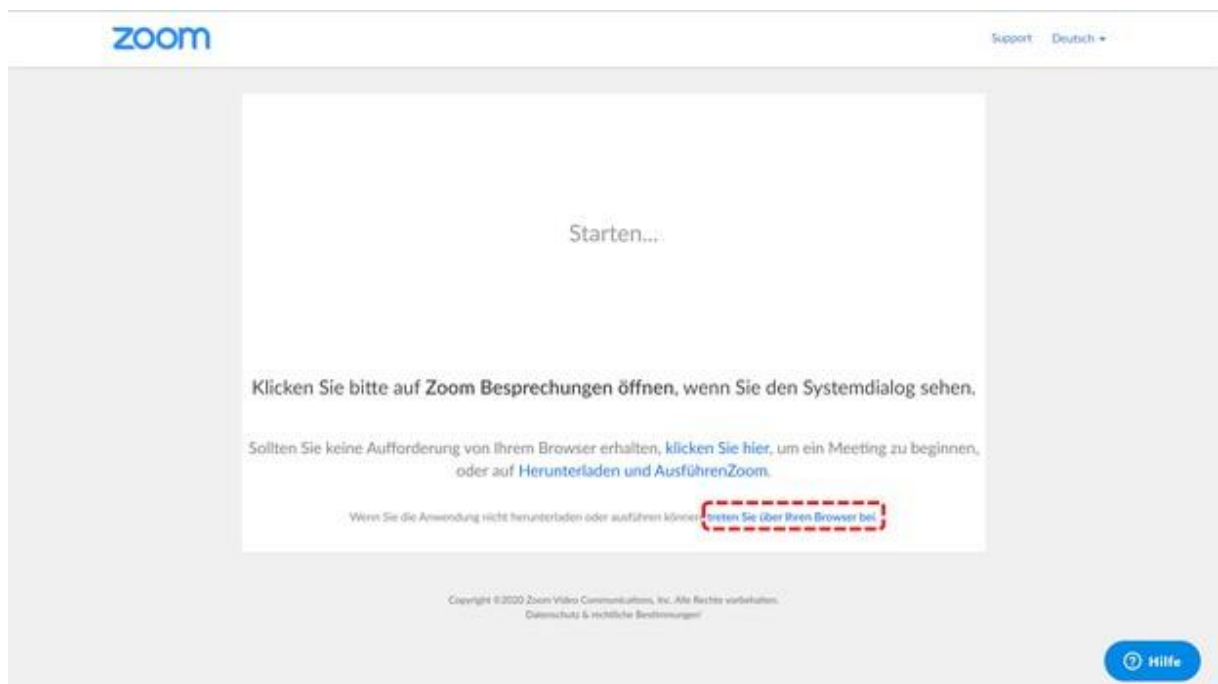 zoom
Support Deutsch
Starten...
Klicken Sie bitte auf Zoom Besprechungen öffnen, wenn Sie den Systemdialog sehen.
Sollten Sie keine Aufforderung von Ihrem Browser erhalten, klicken Sie hier, um ein Meeting zu beginnen,
oder auf Herunterladen und AusführenZoom.
Wenn Sie die Anwendung nicht herunterladen oder ausführen können, treten Sie über Ihren Browser bei.
Copyright ©2020 Zoom Video Communications, Inc. Alle Rechte vorbehalten.
Datenschutz & rechtliche Bestimmungen!
Hilfe